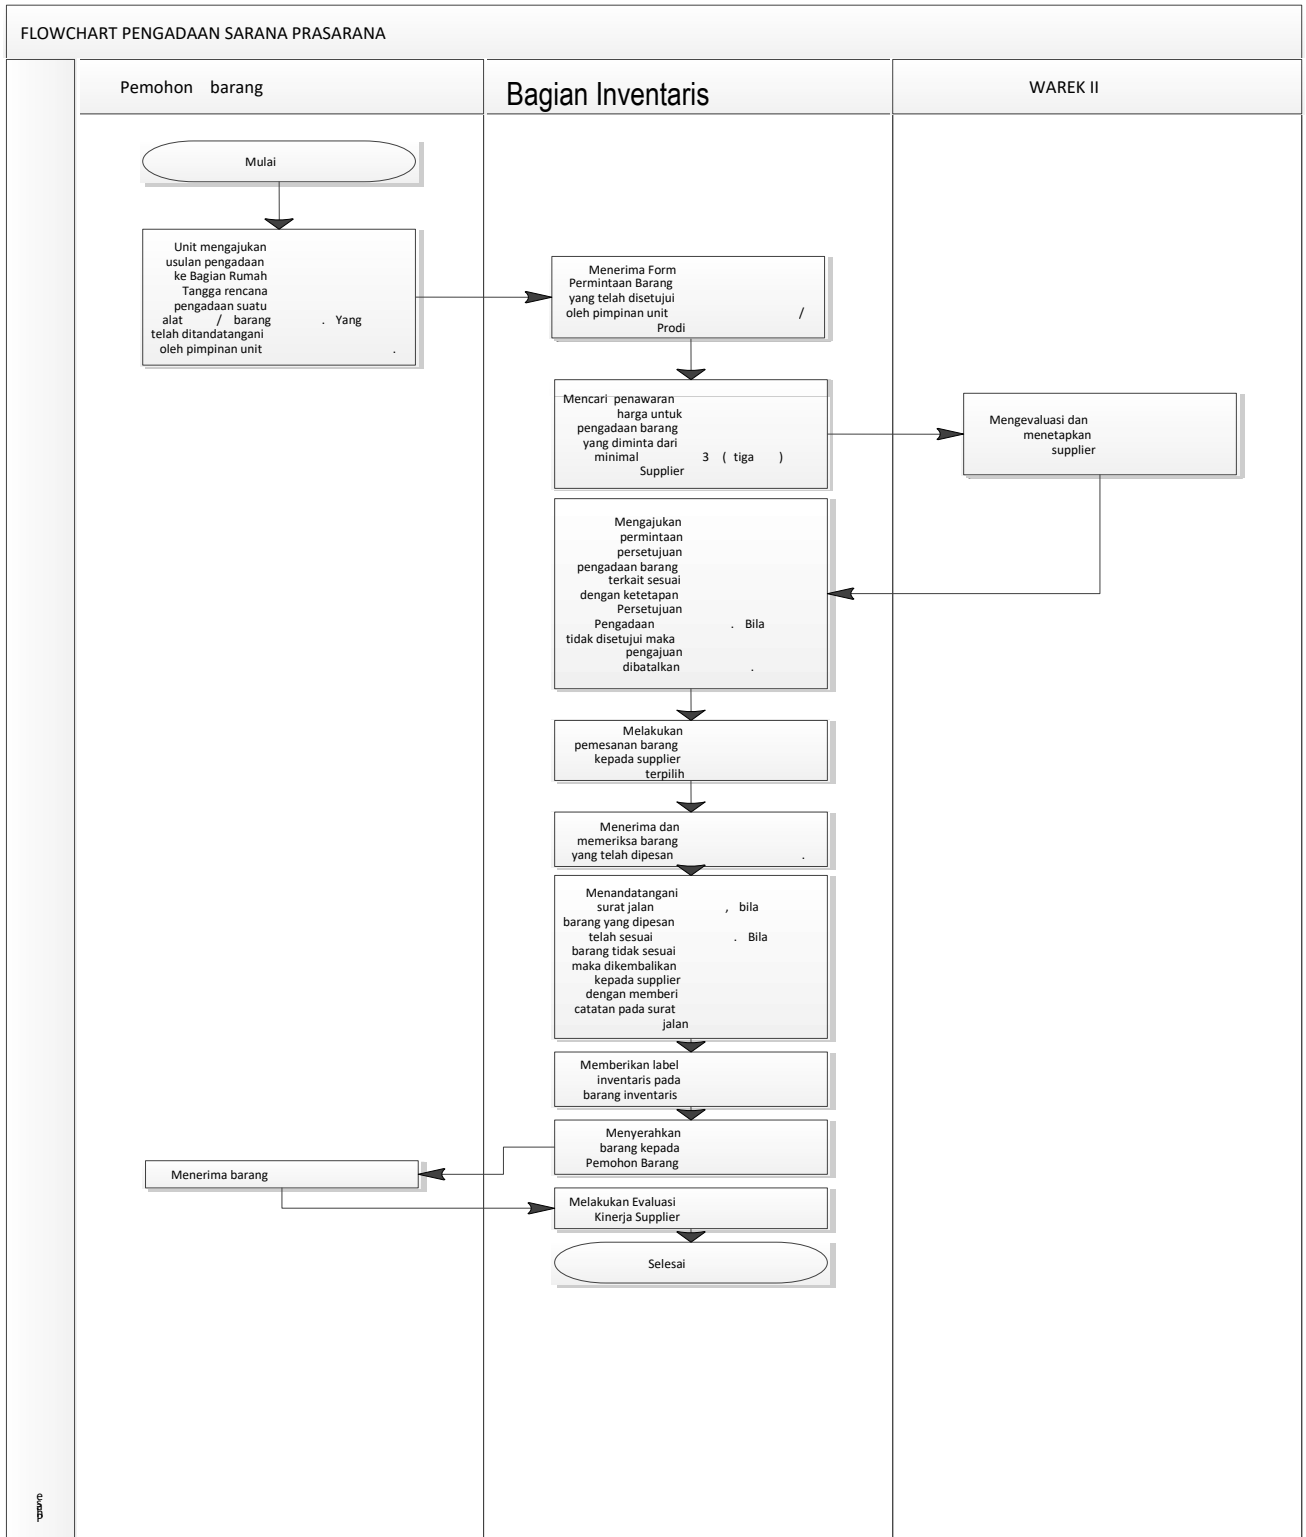 FLOWCHART PENGADAAN SARANA PRASARANA
Pemohon barang
Bagian Inventaris
WAREK II
Mulai
Unit mengajukan
usulan pengadaan
ke Bagian Rumah
Tangga rencana
pengadaan suatu
alat / barang . Yang
telah ditandatangani
oleh pimpinan unit .
Menerima Form
Permintaan Barang
yang telah disetujui
oleh pimpinan unit /
Prodi
Mencari penawaran
harga untuk
pengadaan barang
yang diminta dari
minimal 3 ( tiga )
Supplier
Mengevaluasi dan
menetapkan
supplier
Mengajukan
permintaan
persetujuan
pengadaan barang
terkait sesuai
dengan ketetapan
Persetujuan
Pengadaan . Bila
tidak disetujui maka
pengajuan
dibatalkan .
Melakukan
pemesanan barang
kepada supplier
terpilih
Menerima dan
memeriksa barang
yang telah dipesan .
Menandatangani
surat jalan , bila
barang yang dipesan
telah sesuai . Bila
barang tidak sesuai
maka dikembalikan
kepada supplier
dengan memberi
catatan pada surat
jalan
Memberikan label
inventaris pada
barang inventaris
Menyerahkan
barang kepada
Pemohon Barang
Menerima barang
Melakukan Evaluasi
Kinerja Supplier
Selesai